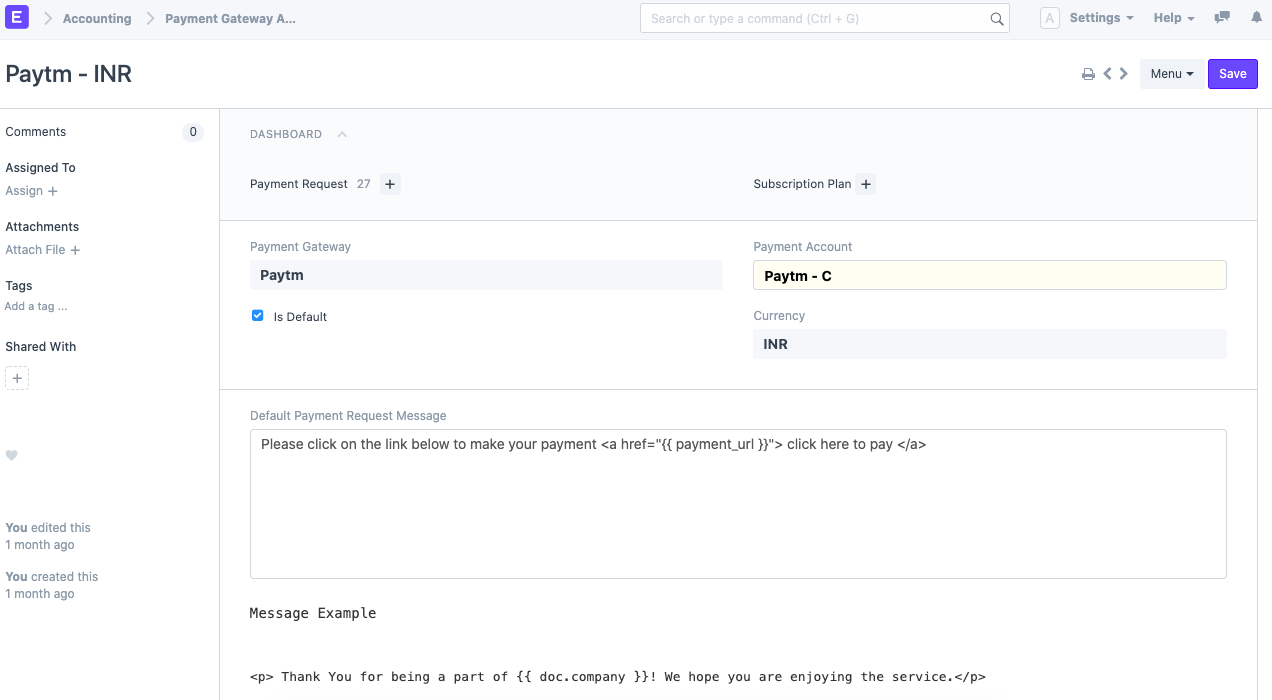 E Accounting Payment Gateway A...
Search or type a command (Ctrl + G)
A Settings Help
Paytm - INR
Menu Save
Comments 0
Assigned To
Assign +
Attachments
Attach File +
Tags
Add a tag ...
Shared With
+
You edited this
1 month ago
You created this
1 month ago
DASHBOARD
Payment Request 27 +
Subscription Plan +
Payment Gateway
Paytm
Is Default
Payment Account
Paytm - C
Currency
INR
Default Payment Request Message
Please click on the link below to make your payment <a href="{{ payment_url }}"> click here to pay </a>
Message Example
<p> Thank You for being a part of {{ doc.company }}! We hope you are enjoying the service.</p>